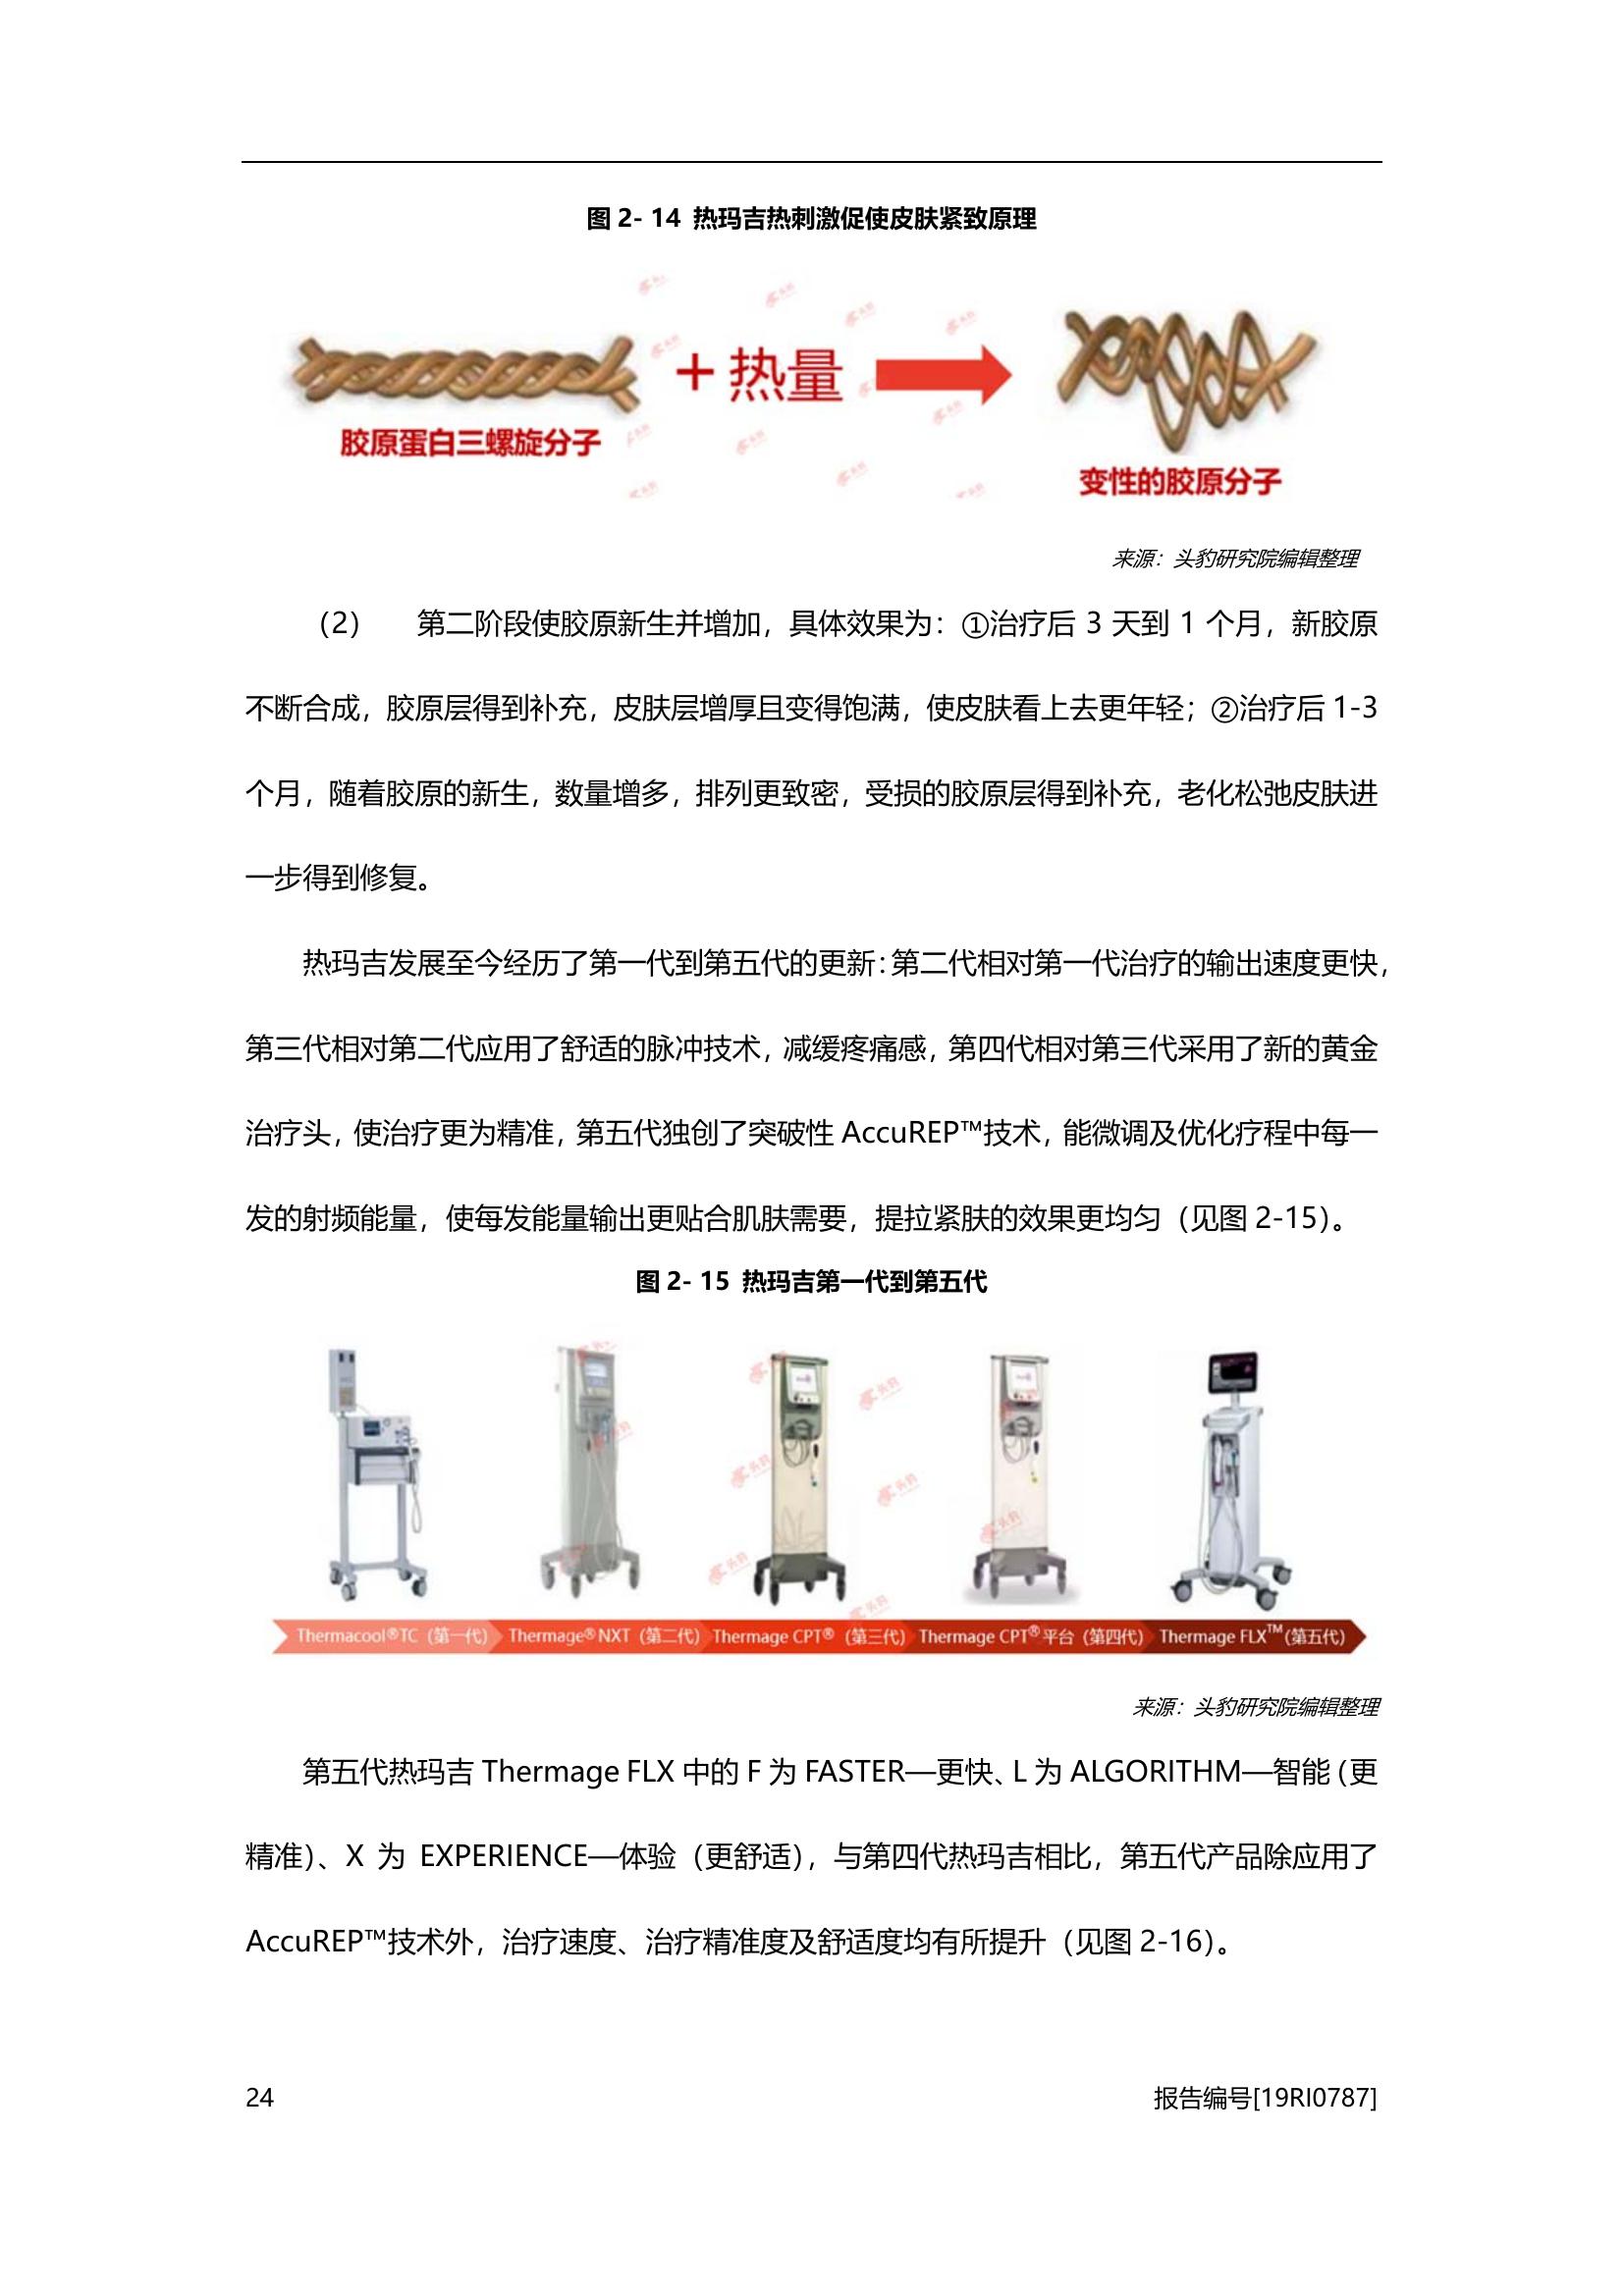 图 2- 14 热玛吉热刺激促使皮肤紧致原理
胶原蛋白三螺旋分子
+ 热量
变性的胶原分子
来源：头豹研究院编辑整理
（2） 第二阶段使胶原新生并增加，具体效果为：①治疗后 3 天到 1 个月，新胶原
不断合成，胶原层得到补充，皮肤层增厚且变得饱满，使皮肤看上去更年轻；②治疗后 1-3
个月，随着胶原的新生，数量增多，排列更致密，受损的胶原层得到补充，老化松弛皮肤进
一步得到修复。
热玛吉发展至今经历了第一代到第五代的更新：第二代相对第一代治疗的输出速度更快，
第三代相对第二代应用了舒适的脉冲技术，减缓疼痛感，第四代相对第三代采用了新的黄金
治疗头，使治疗更为精准，第五代独创了突破性 AccuREP™技术，能微调及优化疗程中每一
发的射频能量，使每发能量输出更贴合肌肤需要，提拉紧肤的效果更均匀（见图 2-15）。
图 2- 15 热玛吉第一代到第五代
Thermacool®TC（第一代） Thermage®NXT（第二代） Thermage CPT®（第三代） Thermage CPT®平台（第四代） Thermage FLX™(第五代）
来源：头豹研究院编辑整理
第五代热玛吉 Thermage FLX 中的 F 为 FASTER—更快、L 为 ALGORITHM—智能（更
精准）、X 为 EXPERIENCE—体验（更舒适），与第四代热玛吉相比，第五代产品除应用了
AccuREP™技术外，治疗速度、治疗精准度及舒适度均有所提升（见图 2-16）。
24 报告编号[19RI0787]